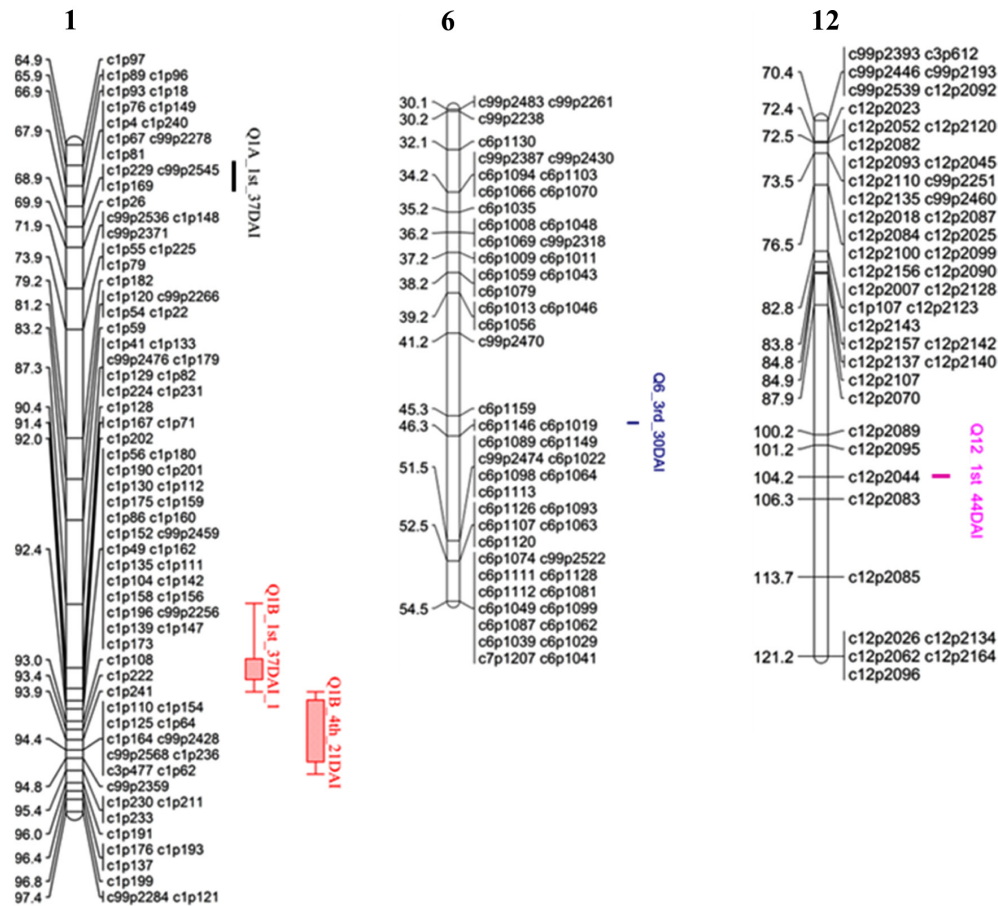 1
64.9 c1p97
65.9 c1p89 c1p96
66.9 c1p93 c1p18
c1p76 c1p149
c1p4 c1p240
67.9 c1p67 c99p2278
c1p81
c1p229 c99p2545
68.9 c1p169
69.9 c1p26
c99p2536 c1p148
71.9 c99p2371
c1p55 c1p225
73.9 c1p79
79.2 c1p182
c1p120 c99p2266
81.2 c1p54 c1p22
83.2 c1p59
c1p41 c1p133
c99p2476 c1p179
87.3 c1p129 c1p82
c1p224 c1p231
90.4 c1p128
91.4 c1p167 c1p71
92.0 c1p202
c1p56 c1p180
c1p190 c1p201
c1p130 c1p112
c1p175 c1p159
c1p86 c1p160
c1p152 c99p2459
92.4 c1p49 c1p162
c1p135 c1p111
c1p104 c1p142
c1p158 c1p156
c1p196 c99p2256
c1p139 c1p147
c1p173
93.0 c1p108
93.4 c1p222
93.9 c1p241
c1p110 c1p154
c1p125 c1p64
94.4 c1p164 c99p2428
c99p2568 c1p236
c3p477 c1p62
94.8 c99p2359
95.4 c1p230 c1p211
c1p233
96.0 c1p191
c1p176 c1p193
96.4 c1p137
96.8 c1p199
97.4 c99p2284 c1p121
Q1A_1st_37DAI
Q1B_1st_37DAI_1
Q1B_4th_21DAI
6
30.1 c99p2483 c99p2261
30.2 c99p2238
32.1 c6p1130
c99p2387 c99p2430
34.2 c6p1094 c6p1103
c6p1066 c6p1070
35.2 c6p1035
c6p1008 c6p1048
36.2 c6p1069 c99p2318
37.2 c6p1009 c6p1011
38.2 c6p1059 c6p1043
c6p1079
39.2 c6p1013 c6p1046
c6p1056
41.2 c99p2470
45.3 c6p1159
46.3 c6p1146 c6p1019
c6p1089 c6p1149
c99p2474 c6p1022
51.5 c6p1098 c6p1064
c6p1113
c6p1126 c6p1093
52.5 c6p1107 c6p1063
c6p1120
c6p1074 c99p2522
c6p1111 c6p1128
c6p1112 c6p1081
54.5 c6p1049 c6p1099
c6p1087 c6p1062
c6p1039 c6p1029
c7p1207 c6p1041
Q6_3rd_30DAI
12
c99p2393 c3p612
70.4 c99p2446 c99p2193
c99p2539 c12p2092
72.4 c12p2023
72.5 c12p2052 c12p2120
c12p2082
c12p2093 c12p2045
73.5 c12p2110 c99p2251
c12p2135 c99p2460
c12p2018 c12p2087
76.5 c12p2084 c12p2025
c12p2100 c12p2099
c12p2156 c12p2090
c12p2007 c12p2128
82.8 c1p107 c12p2123
c12p2143
83.8 c12p2157 c12p2142
84.8 c12p2137 c12p2140
84.9 c12p2107
87.9 c12p2070
100.2 c12p2089
101.2 c12p2095
104.2 c12p2044
106.3 c12p2083
113.7 c12p2085
c12p2026 c12p2134
121.2 c12p2062 c12p2164
c12p2096
Q12_1st_44DAI